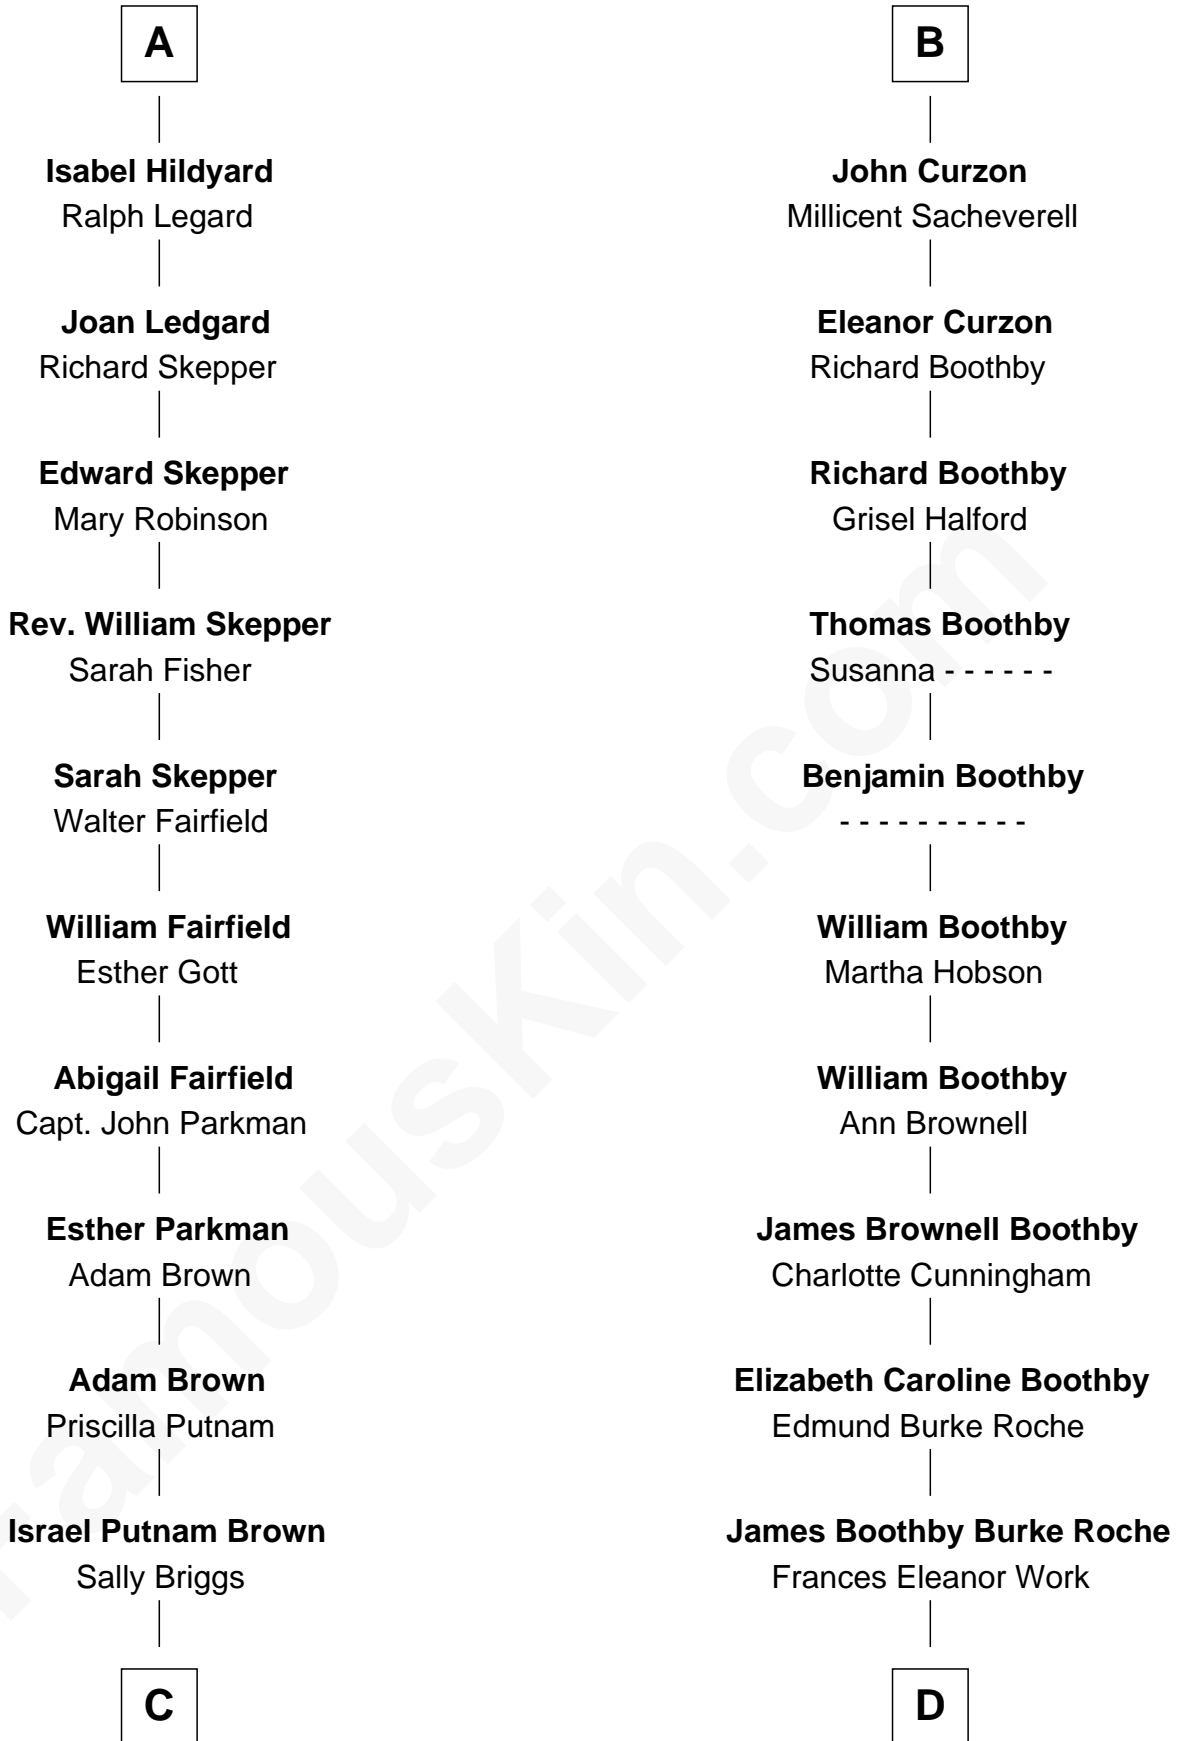 A
Isabel Hildyard
Ralph Legard
Joan Ledgard
Richard Skepper
Edward Skepper
Mary Robinson
Rev. William Skepper
Sarah Fisher
Sarah Skepper
Walter Fairfield
William Fairfield
Esther Gott
Abigail Fairfield
Capt. John Parkman
Esther Parkman
Adam Brown
Adam Brown
Priscilla Putnam
Israel Putnam Brown
Sally Briggs
C
B
John Curzon
Millicent Sacheverell
Eleanor Curzon
Richard Boothby
Richard Boothby
Grisel Halford
Thomas Boothby
Susanna - - - - - -
Benjamin Boothby
- - - - - - - - - -
William Boothby
Martha Hobson
William Boothby
Ann Brownell
James Brownell Boothby
Charlotte Cunningham
Elizabeth Caroline Boothby
Edmund Burke Roche
James Boothby Burke Roche
Frances Eleanor Work
D
FamousKin.com